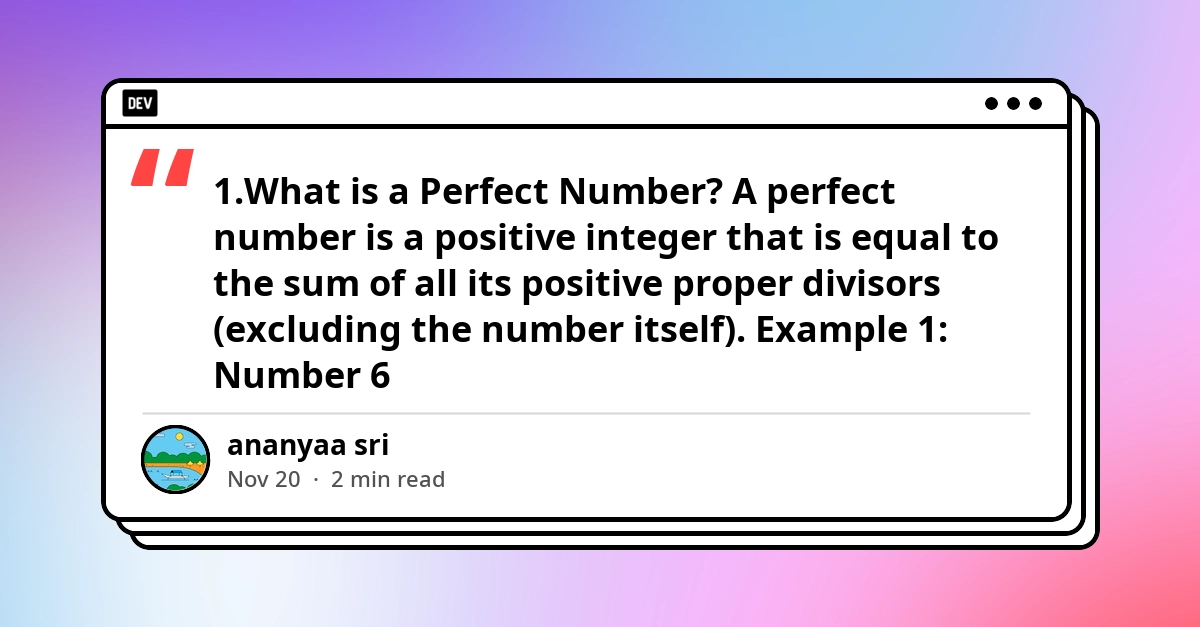 DEV
1.What is a Perfect Number? A perfect
number is a positive integer that is equal to
the sum of all its positive proper divisors
(excluding the number itself). Example 1:
Number 6
ananyaa sri
Nov 20 · 2 min read